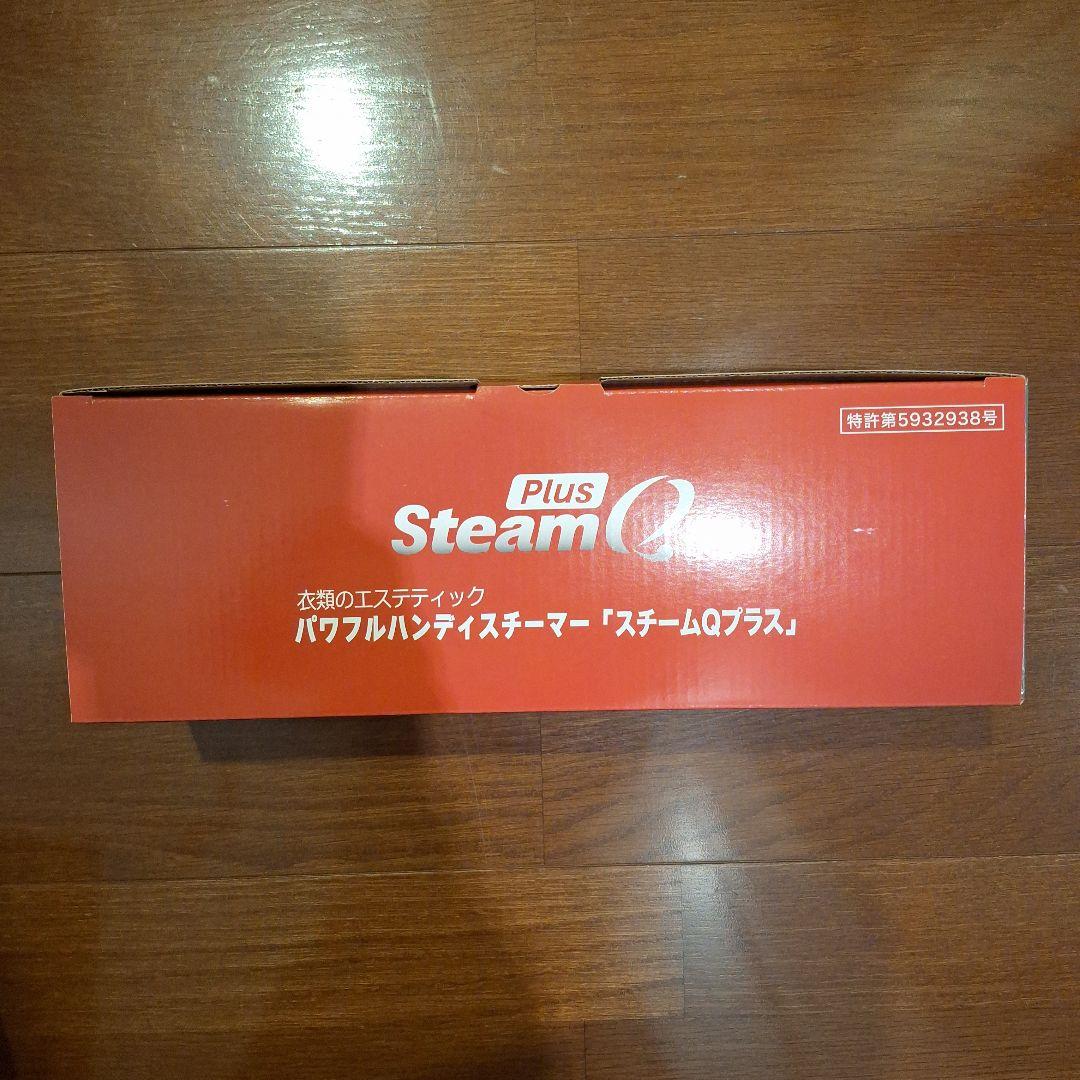 特許第5932938号
Plus
SteamQ
衣類のエステティック
パワフルハンディスチーマー「スチームQプラス」